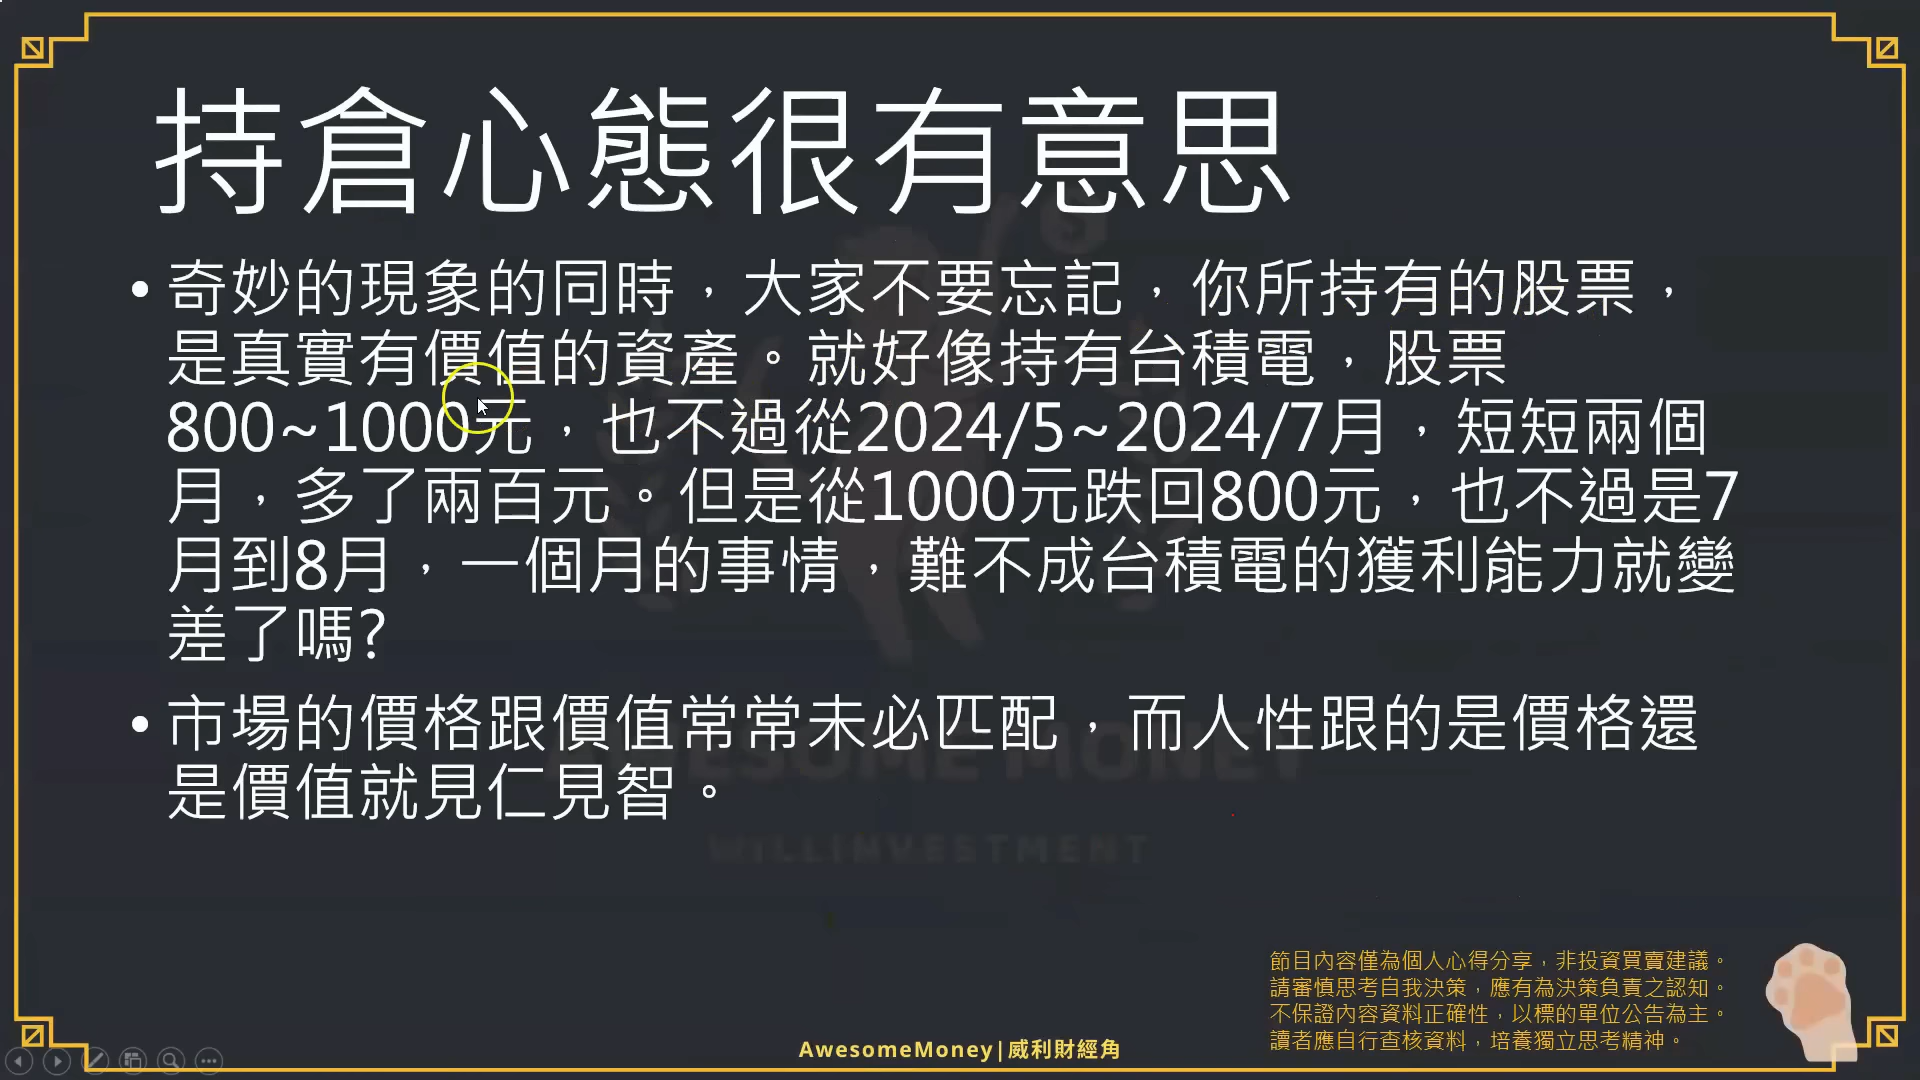 持倉心態很有意思
• 奇妙的現象的同時，大家不要忘記，你所持有的股票，
是真實有價值的資產。就好像持有台積電，股票
800~1000元，也不過從2024/5~2024/7月，短短兩個
月，多了兩百元。但是從1000元跌回800元，也不過是7
月到8月，一個月的事情，難不成台積電的獲利能力就變
差了嗎?
• 市場的價格跟價值常常未必匹配，而人性跟的是價格還
是價值就見仁見智。
AWESOME MONEY
WILLINVESTMENT
節目內容僅為個人心得分享，非投資買賣建議。
請審慎思考自我決策，應有為決策負責之認知。
不保證內容資料正確性，以標的單位公告為主。
讀者應自行查核資料，培養獨立思考精神。
AwesomeMoney|威利財經角